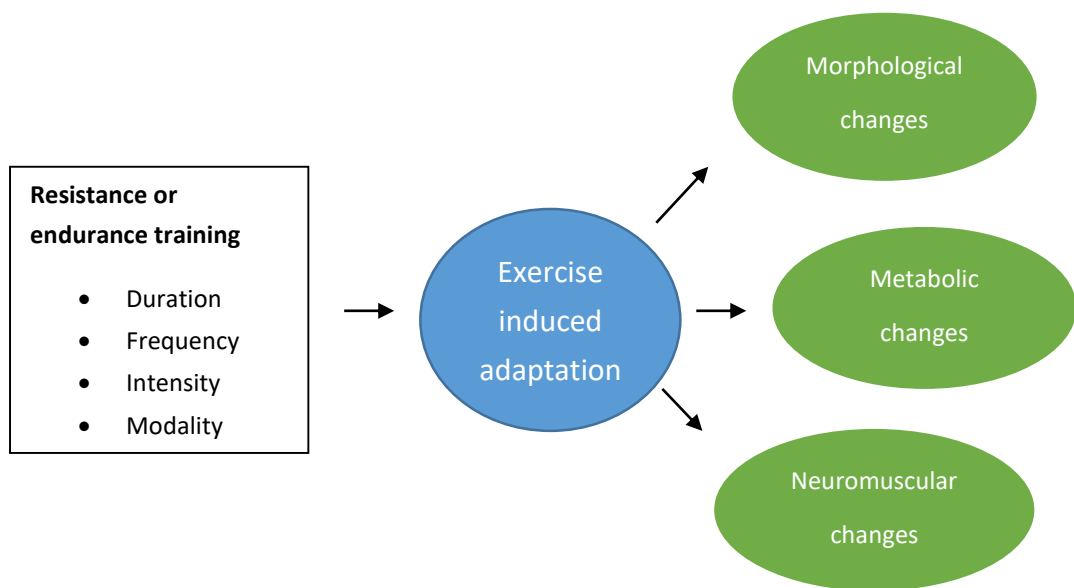 Resistance or
endurance training
• Duration
• Frequency
• Intensity
• Modality
Exercise
induced
adaptation
Morphological
changes
Metabolic
changes
Neuromuscular
changes